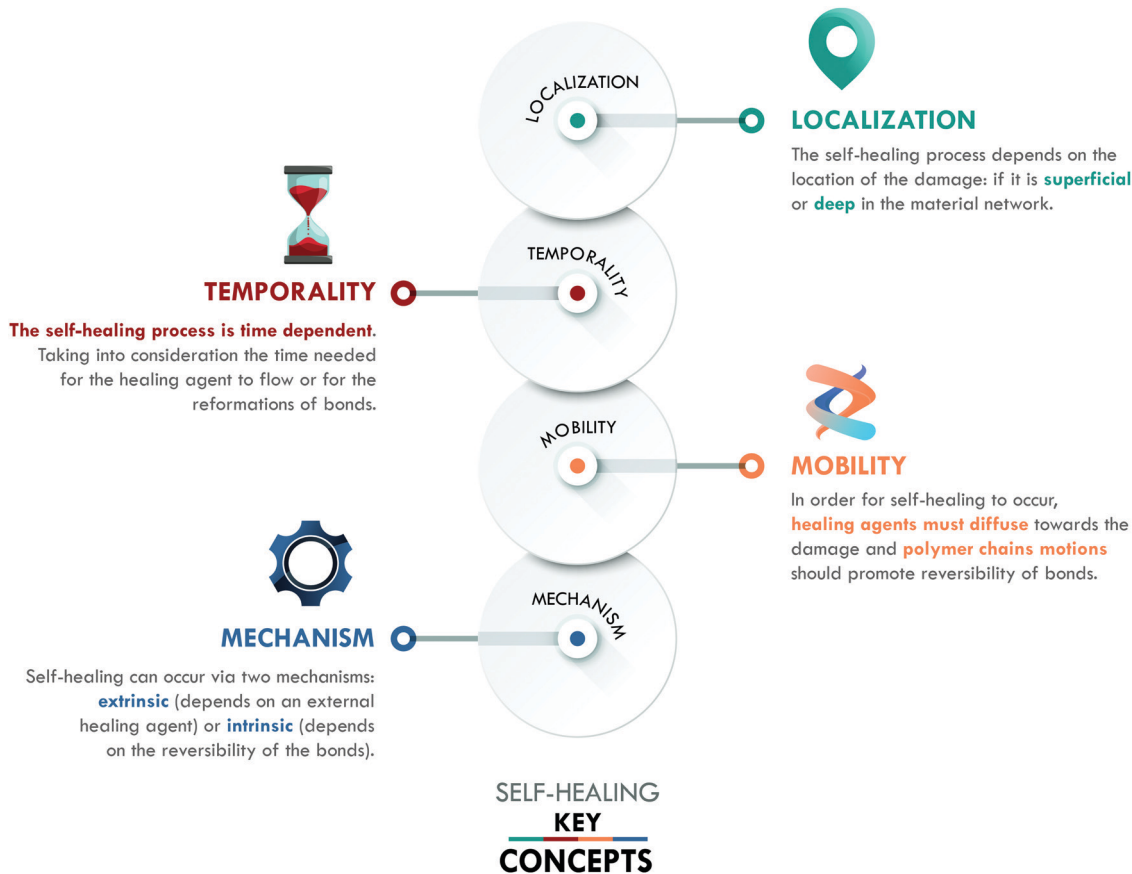 LOCALIZATION
LOCALIZATION
The self-healing process depends on the
location of the damage: if it is superficial
or deep in the material network.
TEMPORALITY
TEMPORALITY
The self-healing process is time dependent.
Taking into consideration the time needed
for the healing agent to flow or for the
reformations of bonds.
MOBILITY
MOBILITY
In order for self-healing to occur,
healing agents must diffuse towards the
damage and polymer chains motions
should promote reversibility of bonds.
MECHANISM
MECHANISM
Self-healing can occur via two mechanisms:
extrinsic (depends on an external
healing agent) or intrinsic (depends
on the reversibility of the bonds).
SELF-HEALING
KEY
CONCEPTS